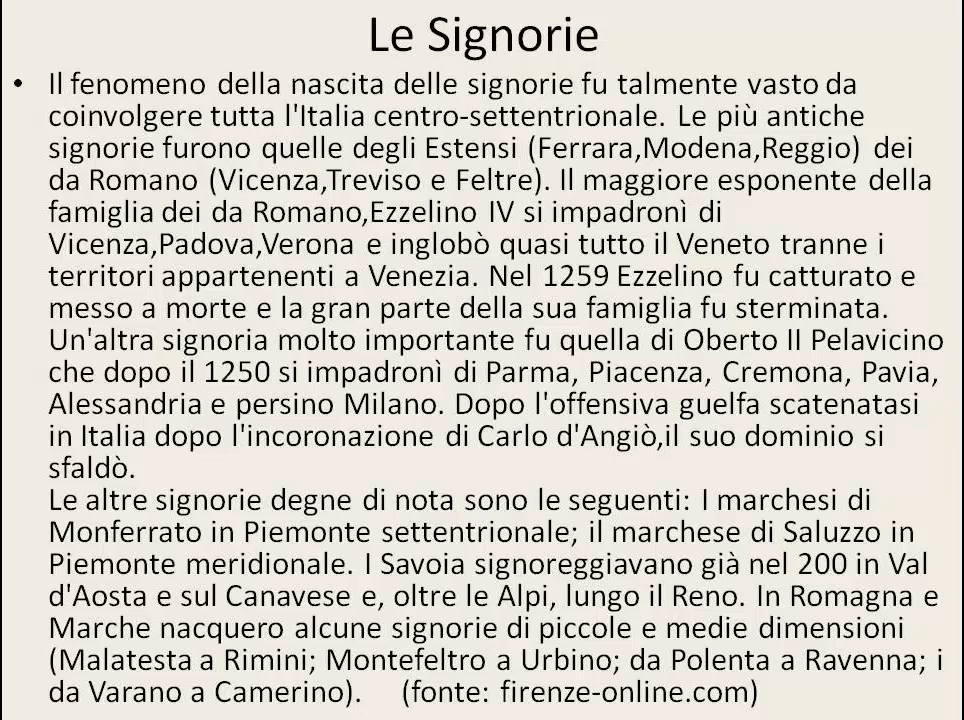 Le Signorie
• Il fenomeno della nascita delle signorie fu talmente vasto da
coinvolgere tutta l'Italia centro-settentrionale. Le più antiche
signorie furono quelle degli Estensi (Ferrara,Modena,Reggio) dei
da Romano (Vicenza,Treviso e Feltre). Il maggiore esponente della
famiglia dei da Romano,Ezzelino IV si impadronì di
Vicenza,Padova,Verona e inglobò quasi tutto il Veneto tranne i
territori appartenenti a Venezia. Nel 1259 Ezzelino fu catturato e
messo a morte e la gran parte della sua famiglia fu sterminata.
Un'altra signoria molto importante fu quella di Oberto II Pelavicino
che dopo il 1250 si impadronì di Parma, Piacenza, Cremona, Pavia,
Alessandria e persino Milano. Dopo l'offensiva guelfa scatenatasi
in Italia dopo l'incoronazione di Carlo d'Angiò,il suo dominio si
sfaldò.
Le altre signorie degne di nota sono le seguenti: I marchesi di
Monferrato in Piemonte settentrionale; il marchese di Saluzzo in
Piemonte meridionale. I Savoia signoreggiavano già nel 200 in Val
d'Aosta e sul Canavese e, oltre le Alpi, lungo il Reno. In Romagna e
Marche nacquero alcune signorie di piccole e medie dimensioni
(Malatesta a Rimini; Montefeltro a Urbino; da Polenta a Ravenna; i
da Varano a Camerino). (fonte: firenze-online.com)